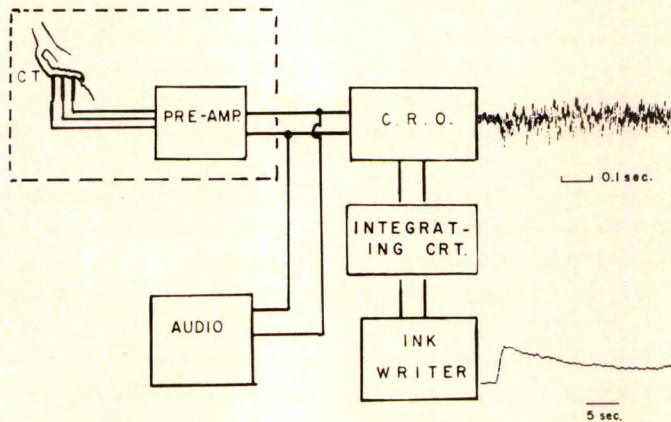 C T
PRE-AMP.
C. R. O.
0.1 sec.
INTEGRAT-
ING CRT.
AUDIO
INK
WRITER
5 sec.